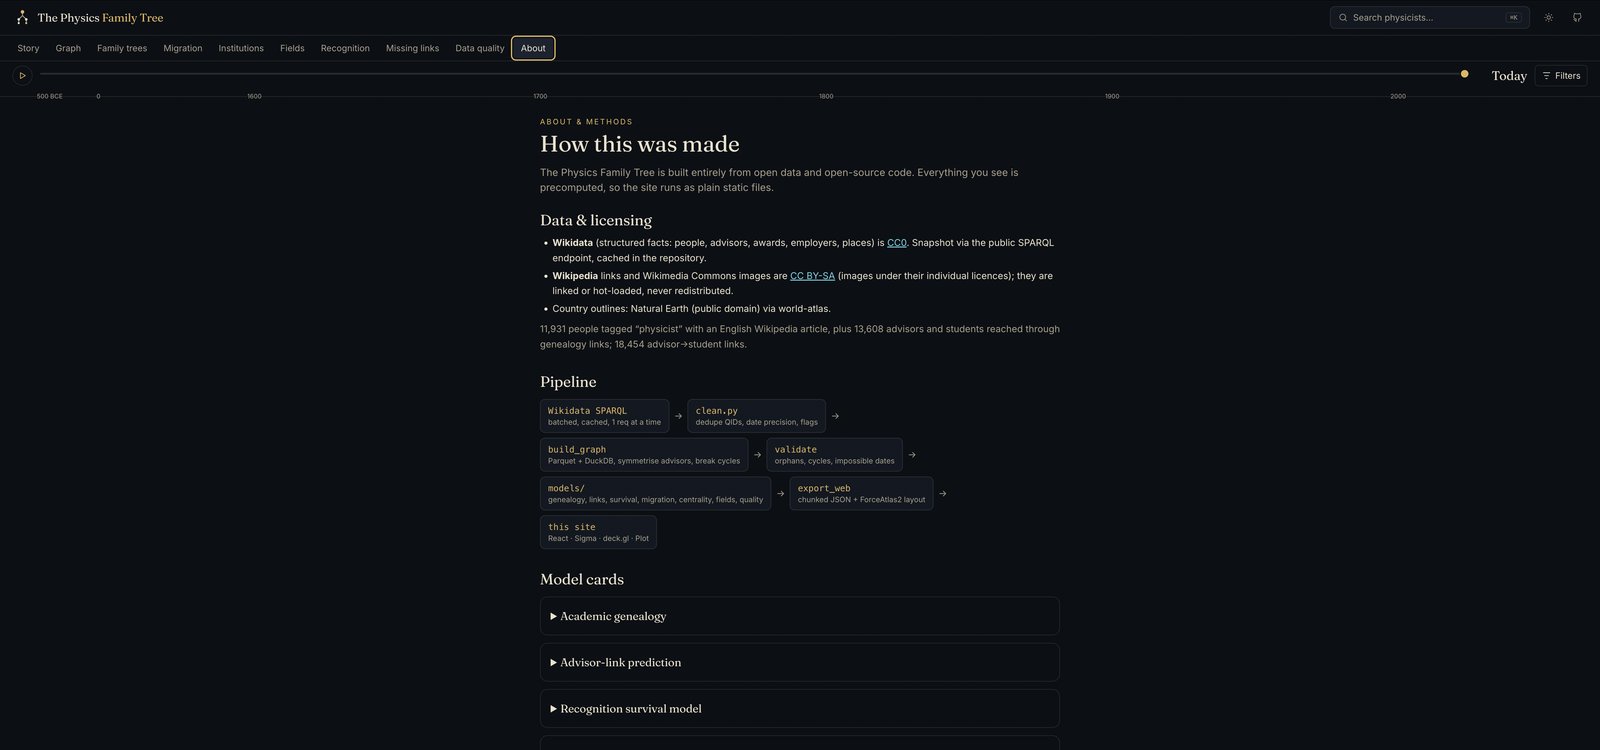 The Physics Family Tree
Search physicists...
⌘K
Story Graph Family trees Migration Institutions Fields Recognition Missing links Data quality About
Today
Filters
500 BCE 0 1600 1700 1800 1900 2000
ABOUT & METHODS
How this was made
The Physics Family Tree is built entirely from open data and open-source code. Everything you see is
precomputed, so the site runs as plain static files.
Data & licensing
• Wikidata (structured facts: people, advisors, awards, employers, places) is CC0. Snapshot via the public SPARQL
endpoint, cached in the repository.
• Wikipedia links and Wikimedia Commons images are CC BY-SA (images under their individual licences); they are
linked or hot-loaded, never redistributed.
• Country outlines: Natural Earth (public domain) via world-atlas.
11,931 people tagged “physicist” with an English Wikipedia article, plus 13,608 advisors and students reached through
genealogy links; 18,454 advisor→student links.
Pipeline
Wikidata SPARQL
batched, cached, 1 req at a time
→
clean.py
dedupe QIDs, date precision, flags
→
build_graph
Parquet + DuckDB, symmetrise advisors, break cycles
→
validate
orphans, cycles, impossible dates
→
models/
genealogy, links, survival, migration, centrality, fields, quality
→
export_web
chunked JSON + ForceAtlas2 layout
→
this site
React · Sigma · deck.gl · Plot
Model cards
▶ Academic genealogy
▶ Advisor-link prediction
▶ Recognition survival model